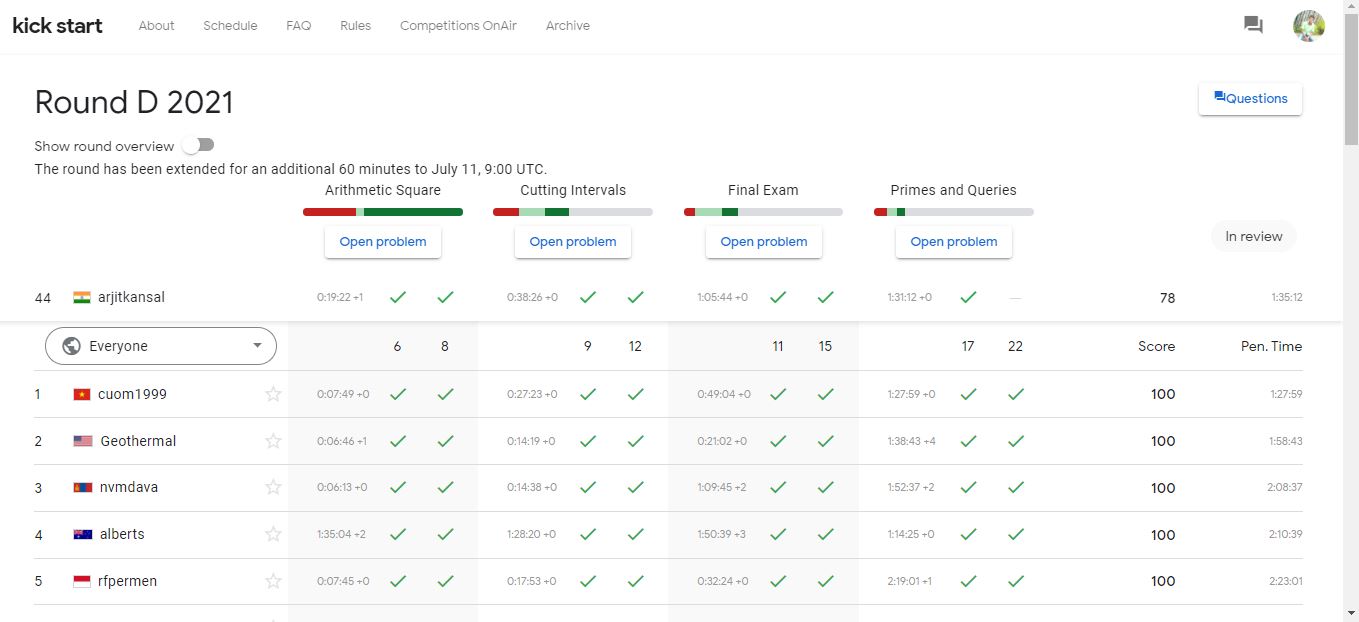 kick start About Schedule FAQ Rules Competitions OnAir Archive
Round D 2021
Questions
Show round overview
The round has been extended for an additional 60 minutes to July 11, 9:00 UTC.
Arithmetic Square Cutting Intervals Final Exam Primes and Queries
Open problem Open problem Open problem Open problem
In review
44 arjitkansal 0:19:22 +1 0:38:26 +0 1:05:44 +0 1:31:12 +0 78 1:35:12
Everyone 6 8 9 12 11 15 17 22 Score Pen. Time
1 cuom1999 0:07:49 +0 0:27:23 +0 0:49:04 +0 1:27:59 +0 100 1:27:59
2 Geothermal 0:06:46 +1 0:14:19 +0 0:21:02 +0 1:38:43 +4 100 1:58:43
3 nvmdava 0:06:13 +0 0:14:38 +0 1:09:45 +2 1:52:37 +2 100 2:08:37
4 alberts 1:35:04 +2 1:28:20 +0 1:50:39 +3 1:14:25 +0 100 2:10:39
5 rfpermen 0:07:45 +0 0:17:53 +0 0:32:24 +0 2:19:01 +1 100 2:23:01